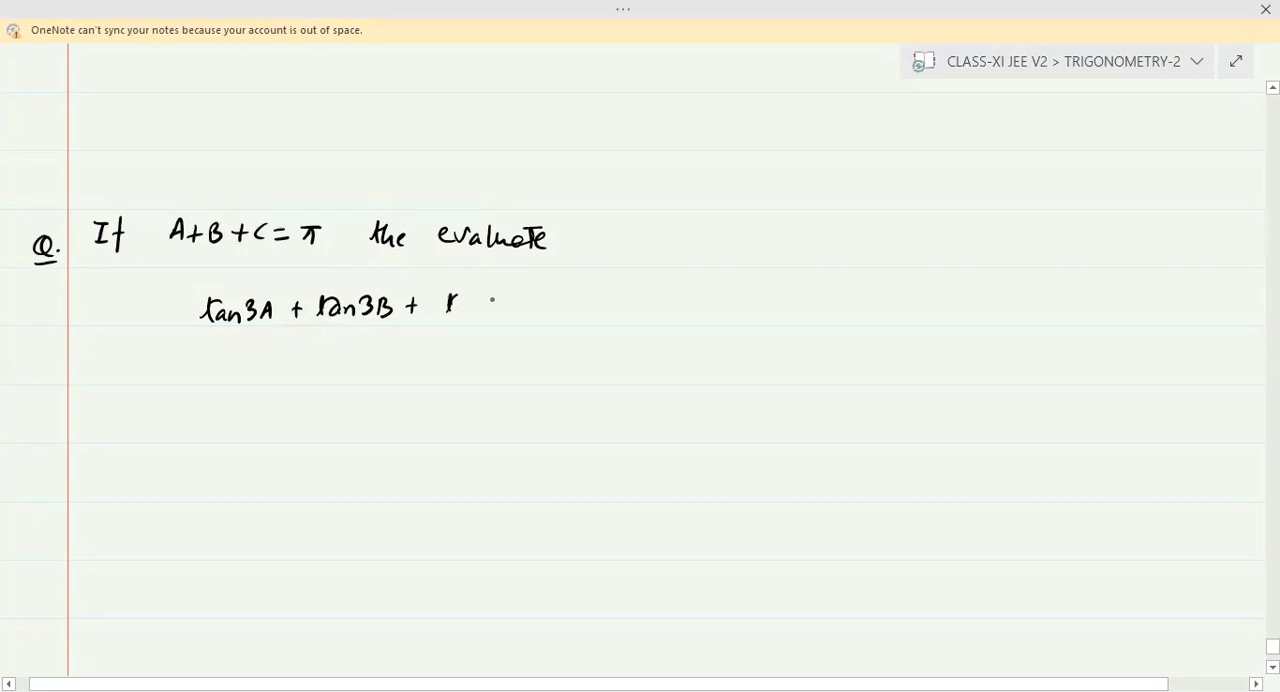 OneNote can't sync your notes because your account is out of space.
CLASS-XI JEE V2 > TRIGONOMETRY-2
Q. If A+B+C=π the evaluate
tan3A + tan3B +